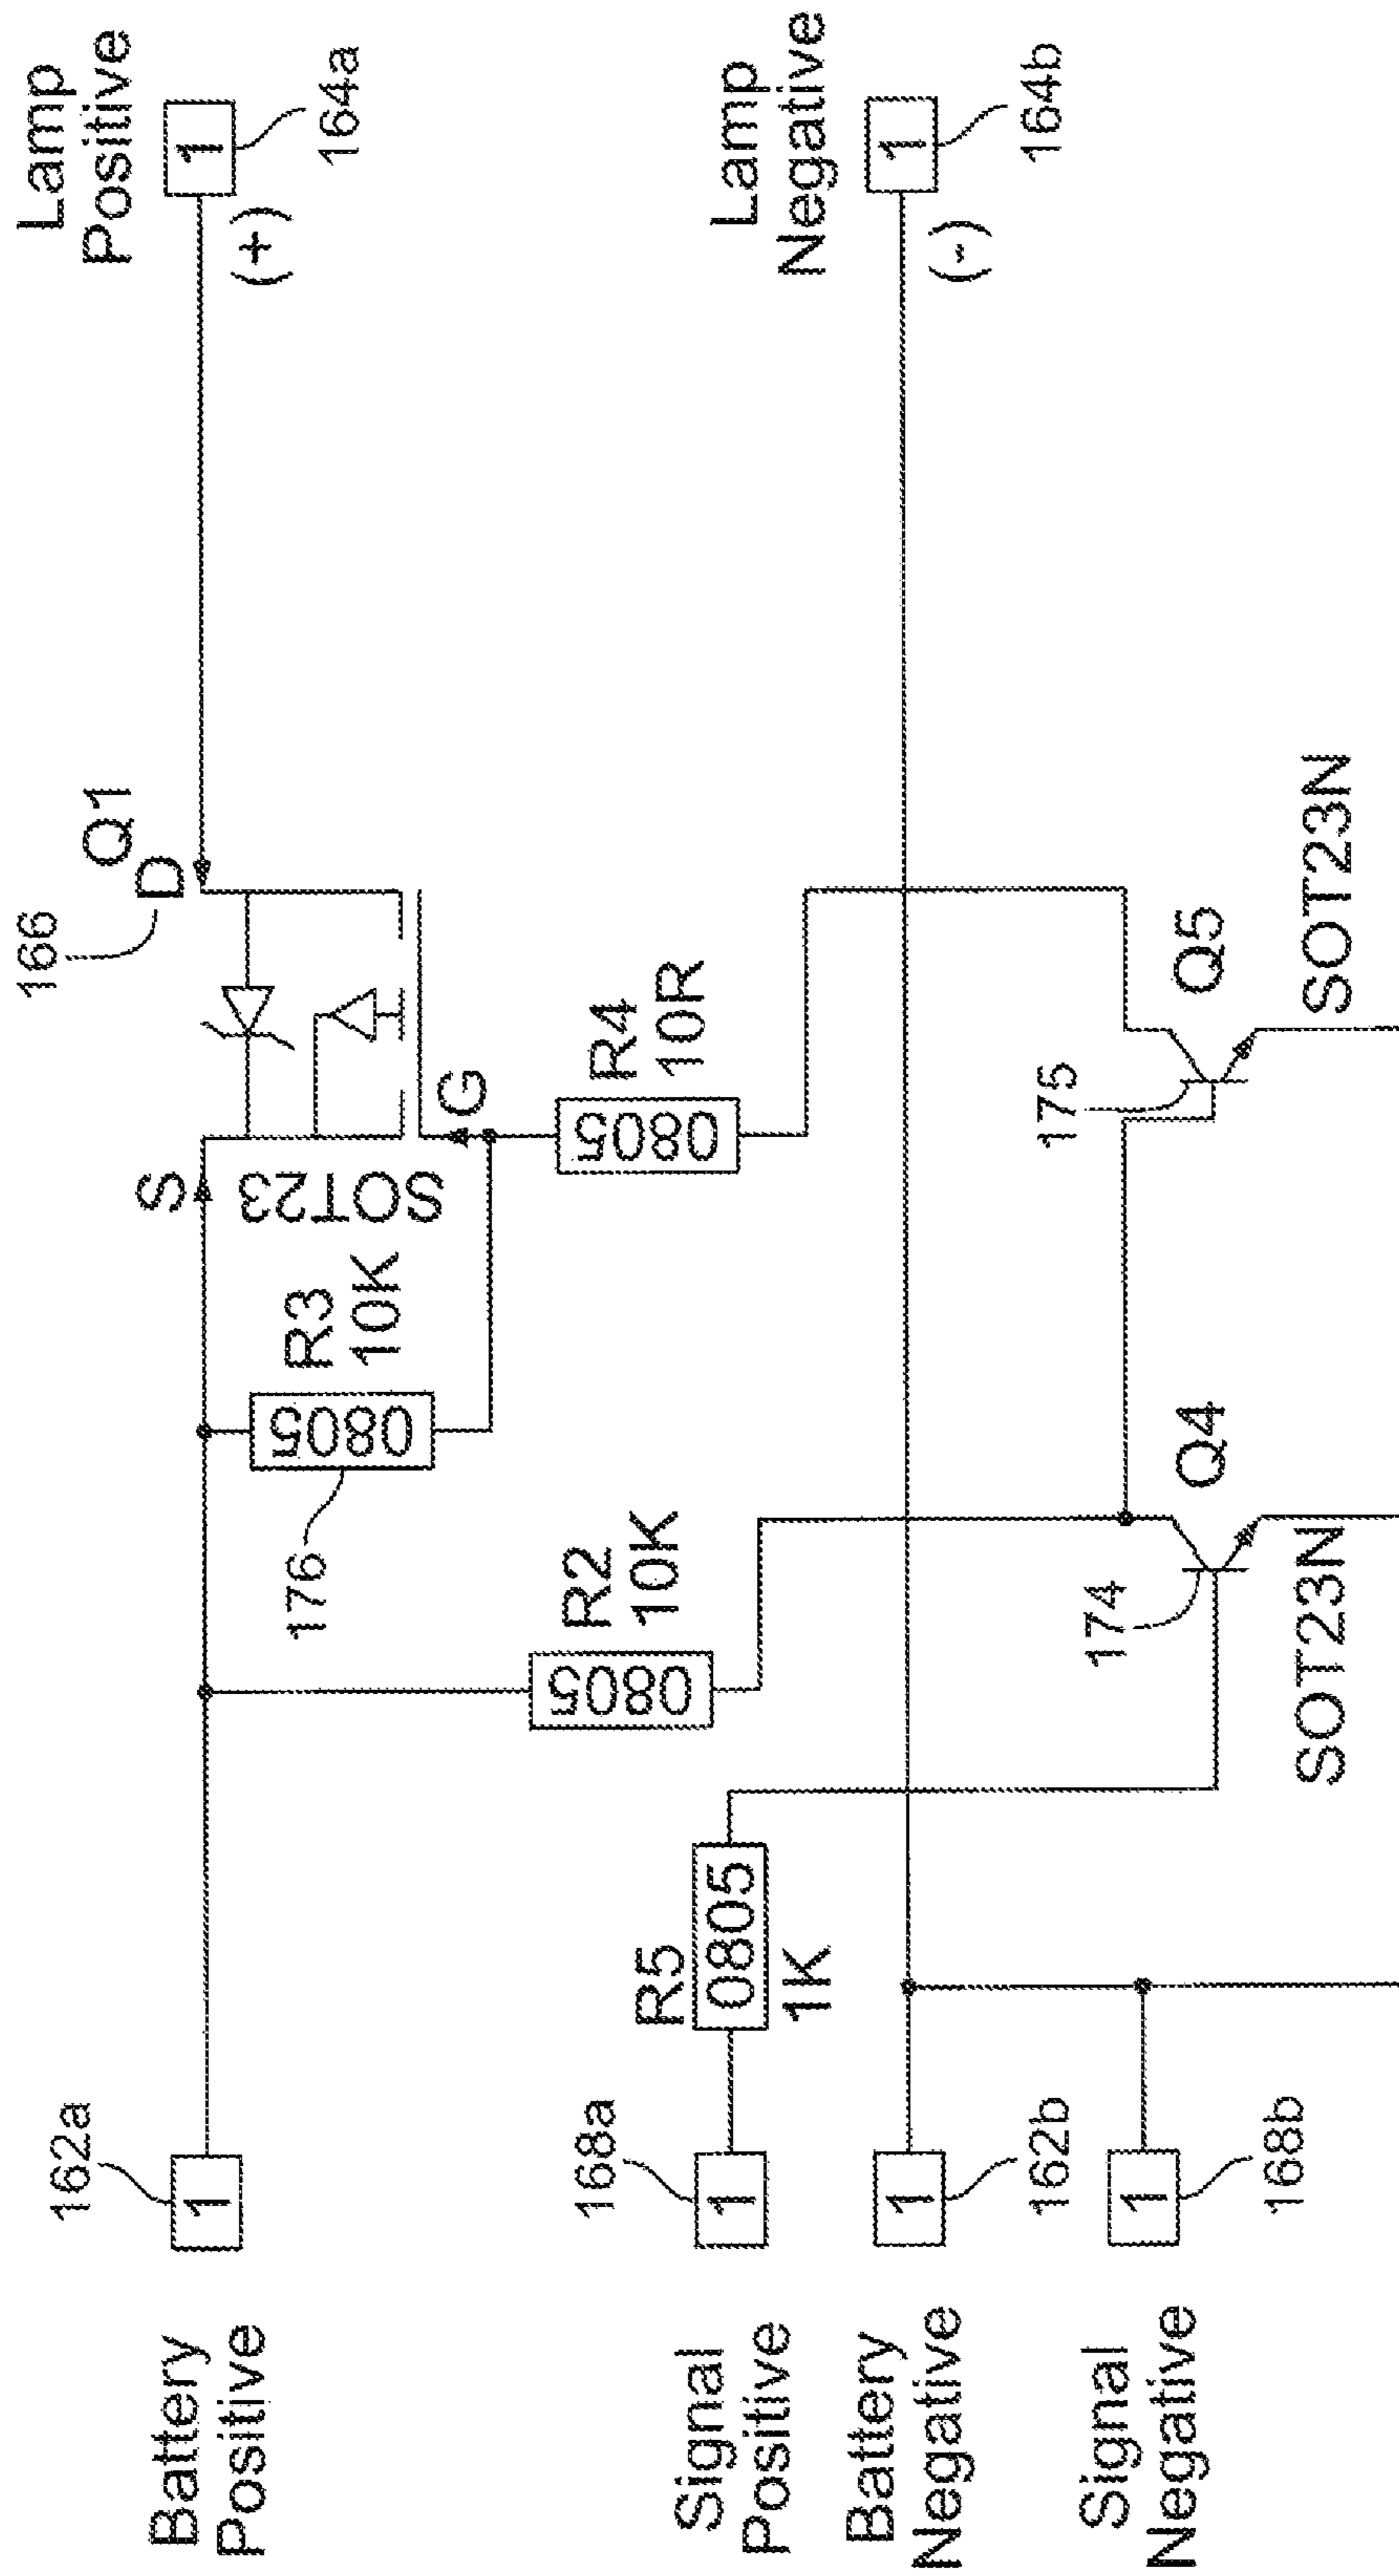 Battery
Positive
162a
1
Signal
Positive
168a
1
R5
0805
1K
Battery
Negative
1
162b
Signal
Negative
1
168b
R2
10K
0805
R3
10K
0805
176
S
SOT23
G
166
D
Q1
R4
10R
0805
174
Q4
SOT23N
175
Q5
SOT23N
Lamp
Positive
1
164a
(+)
Lamp
Negative
1
164b
(-)